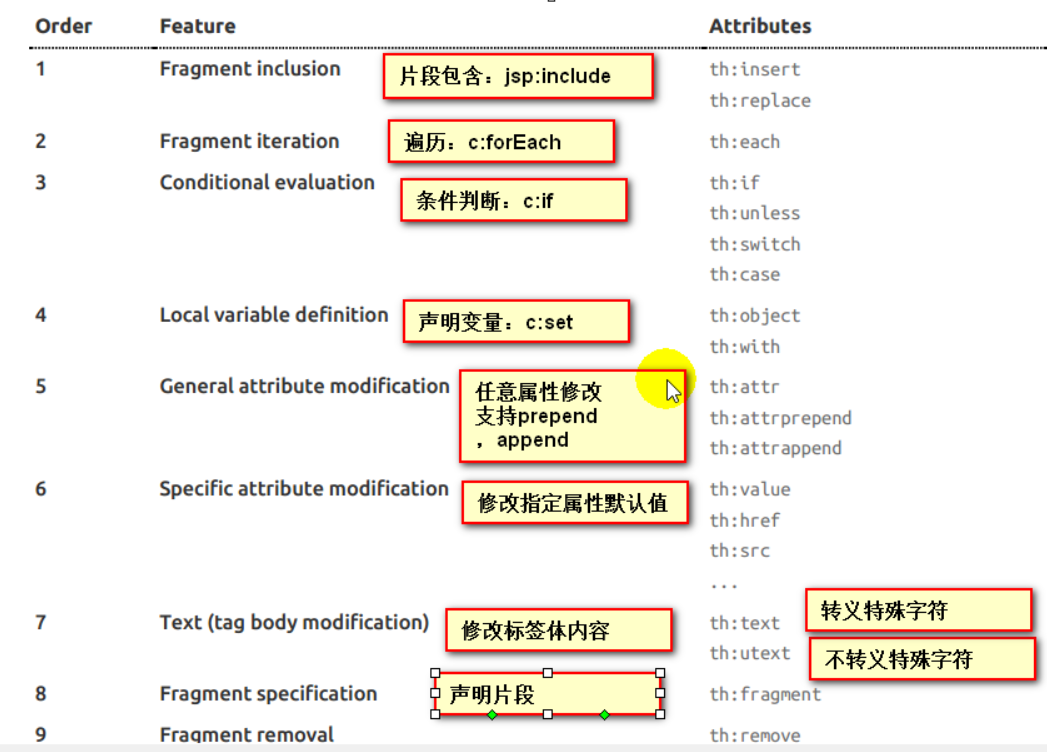 Order Feature Attributes
1 Fragment inclusion 片段包含：jsp:include th:insert
th:replace
2 Fragment iteration 遍历：c:forEach th:each
3 Conditional evaluation 条件判断：c:if th:if
th:unless
th:switch
th:case
4 Local variable definition 声明变量：c:set th:object
th:with
5 General attribute modification 任意属性修改 th:attr
支持prepend th:attrprepend
，append th:attrappend
6 Specific attribute modification 修改指定属性默认值 th:value
th:href
th:src
...
7 Text (tag body modification) 修改标签体内容 th:text 转义特殊字符
th:utext 不转义特殊字符
8 Fragment specification 声明片段 th:fragment
9 Fragment removal th:remove